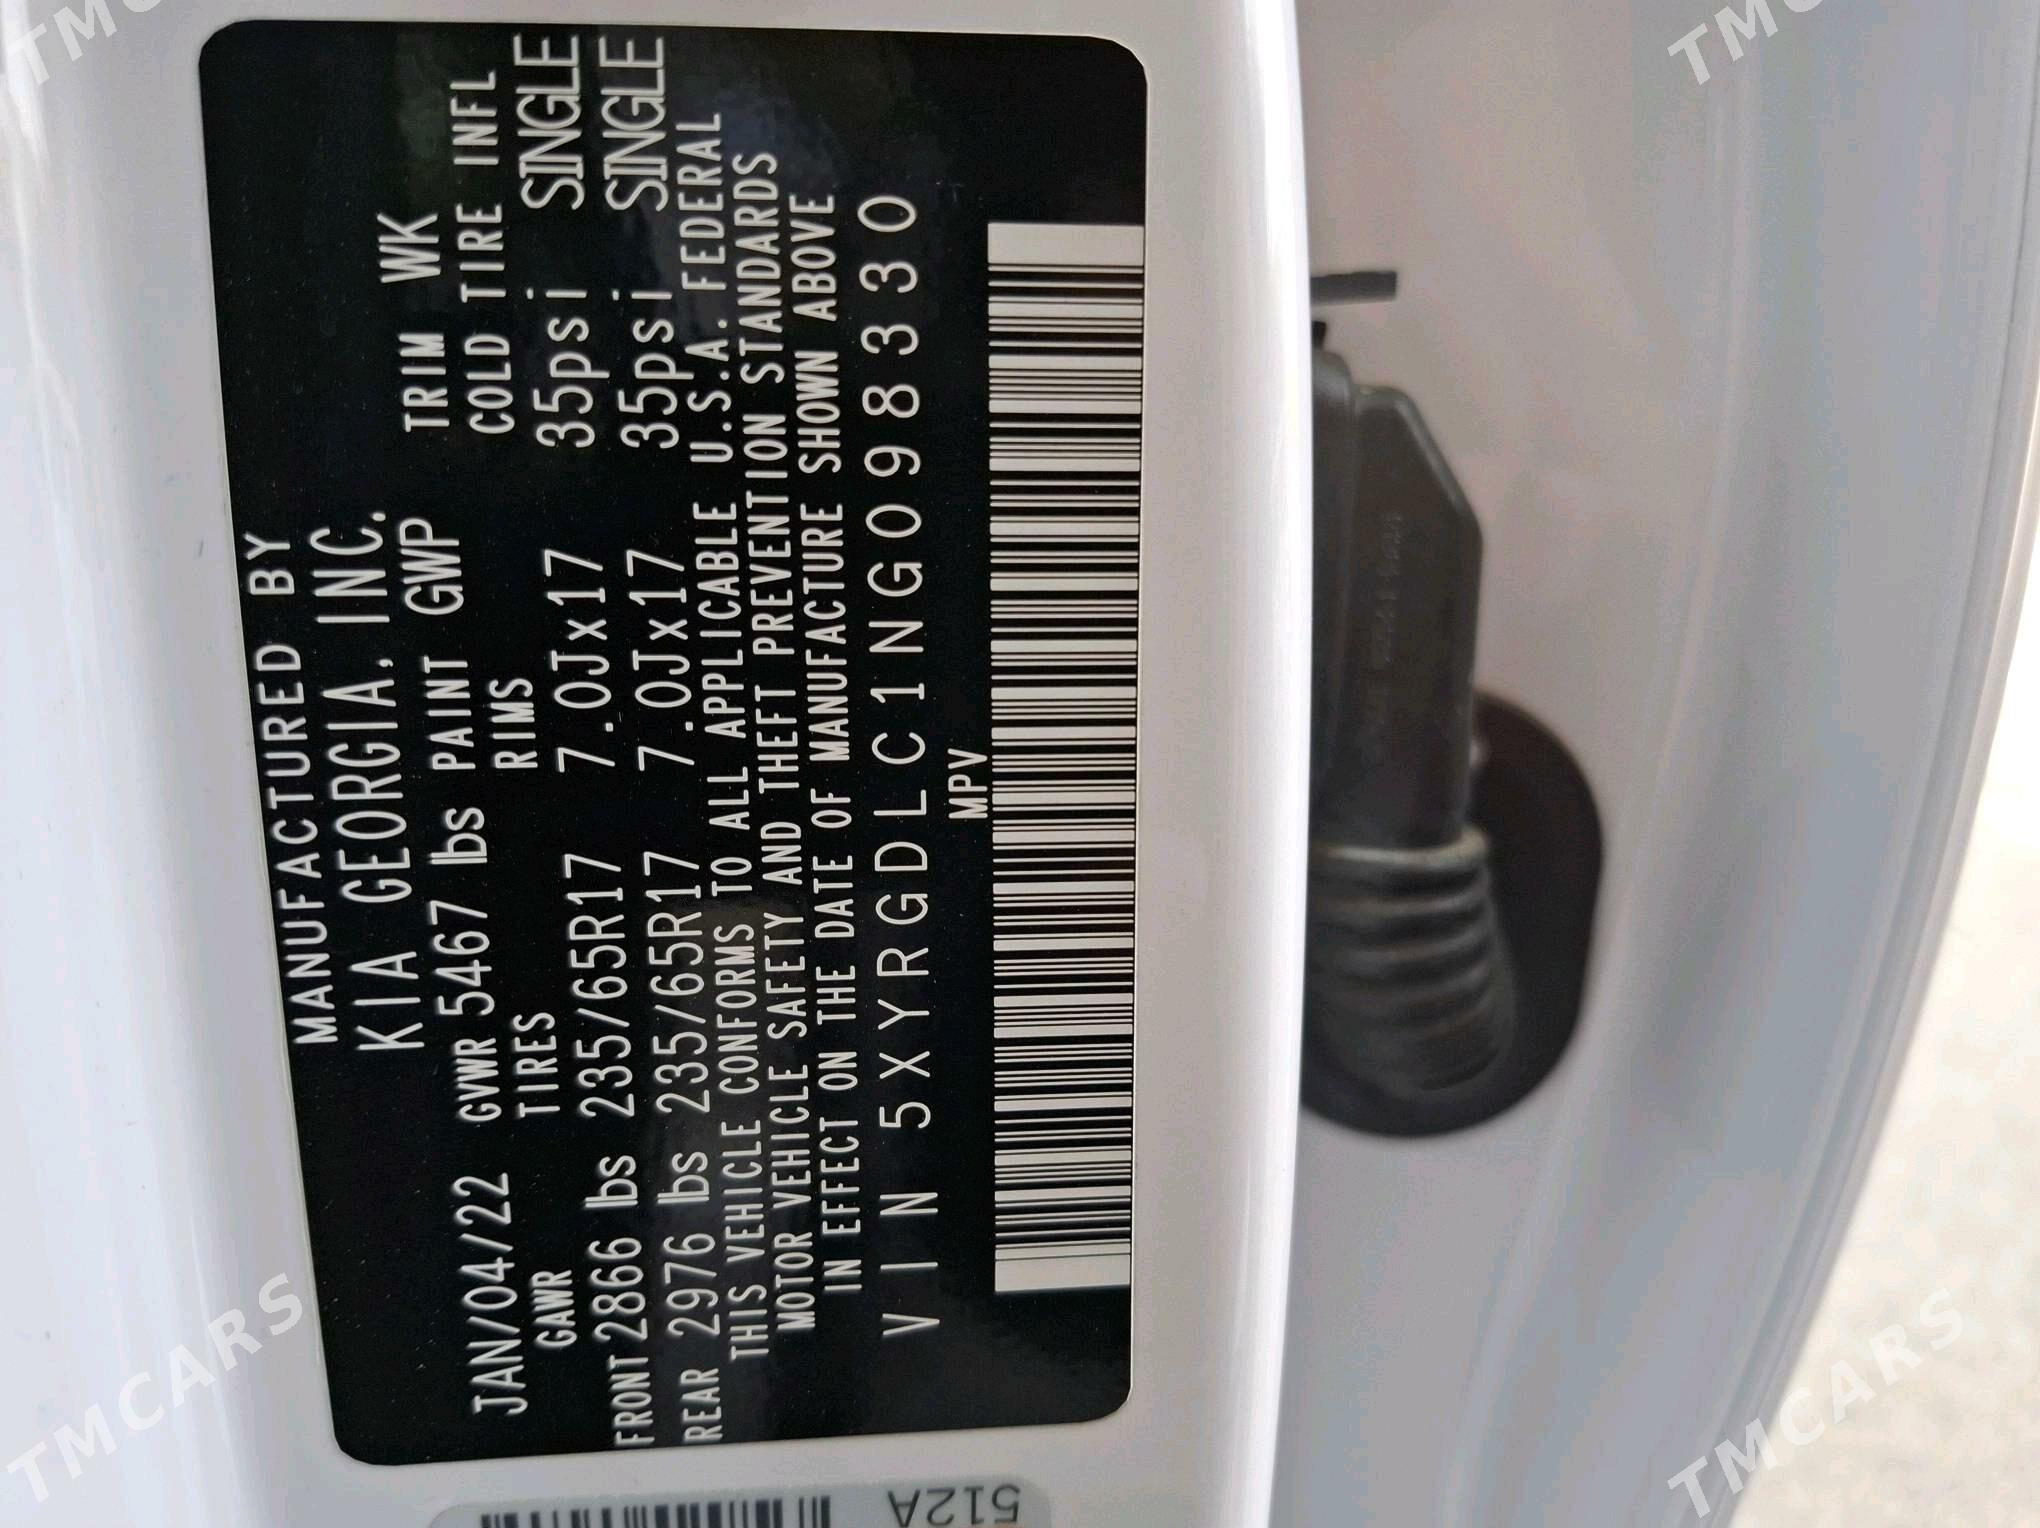 MANUFACTURED BY
KIA GEORGIA, INC.
JAN/04/22 GVWR 5467 lbs PAINT GWP TRIM WK
GAWR TIRES RIMS COLD TIRE INFL
FRONT 2866 lbs 235/65R17 7.0Jx17 35psi SINGLE
REAR 2976 lbs 235/65R17 7.0Jx17 35psi SINGLE
THIS VEHICLE CONFORMS TO ALL APPLICABLE U.S.A. FEDERAL
MOTOR VEHICLE SAFETY AND THEFT PREVENTION STANDARDS
IN EFFECT ON THE DATE OF MANUFACTURE SHOWN ABOVE
VIN 5XYRGDLC1NG098330
MPV
512A
TMCARS
TMCARS